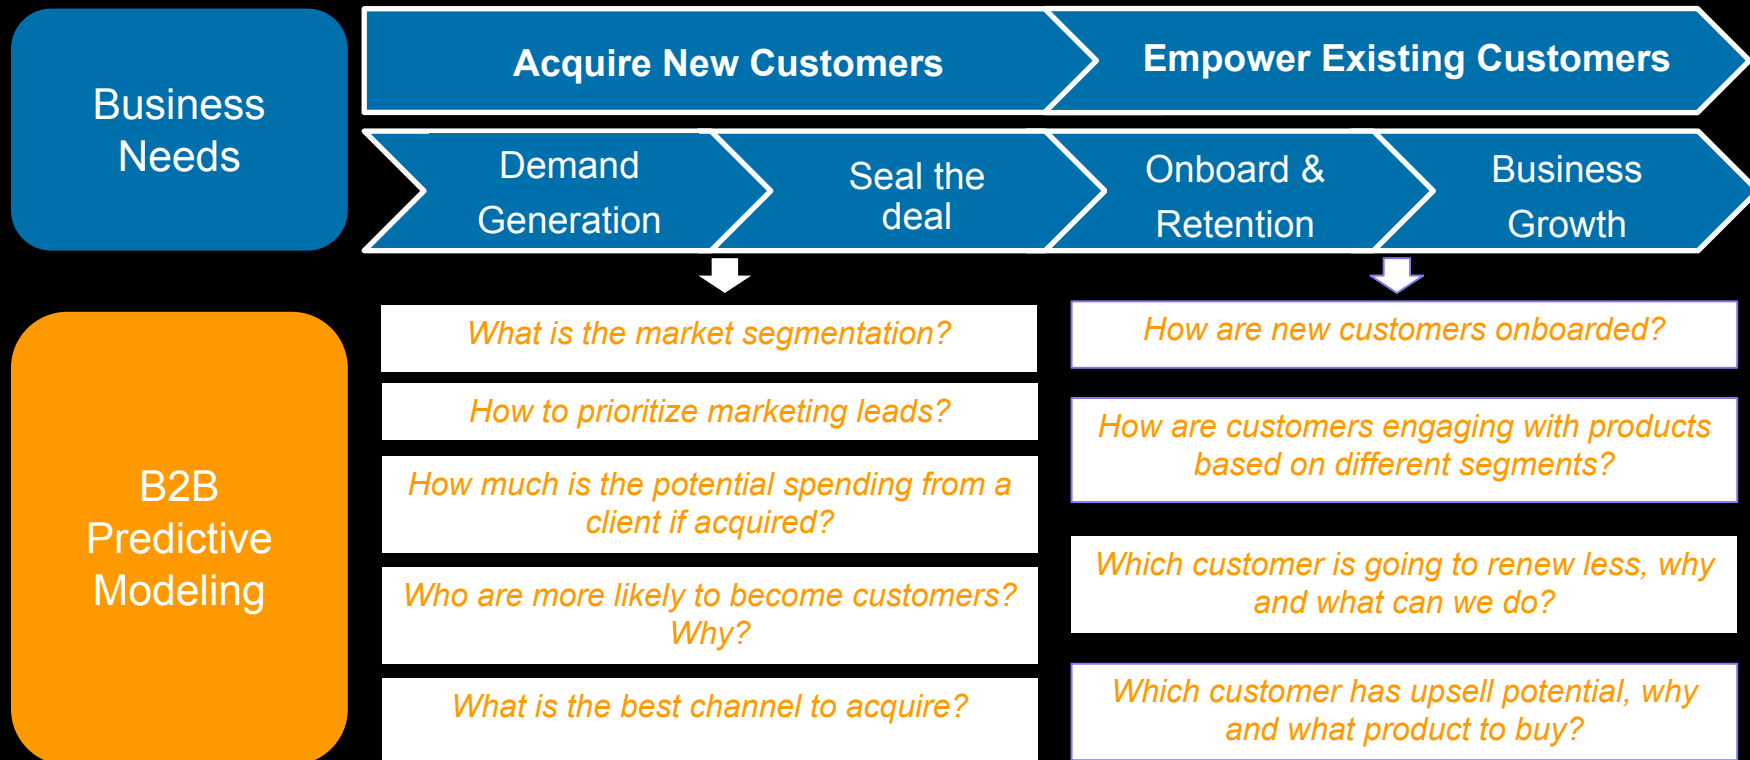 Business
Needs
Acquire New Customers
Empower Existing Customers
Demand
Generation
Seal the
deal
Onboard &
Retention
Business
Growth
B2B
Predictive
Modeling
What is the market segmentation?
How to prioritize marketing leads?
How much is the potential spending from a
client if acquired?
Who are more likely to become customers?
Why?
What is the best channel to acquire?
How are new customers onboarded?
How are customers engaging with products
based on different segments?
Which customer is going to renew less, why
and what can we do?
Which customer has upsell potential, why
and what product to buy?